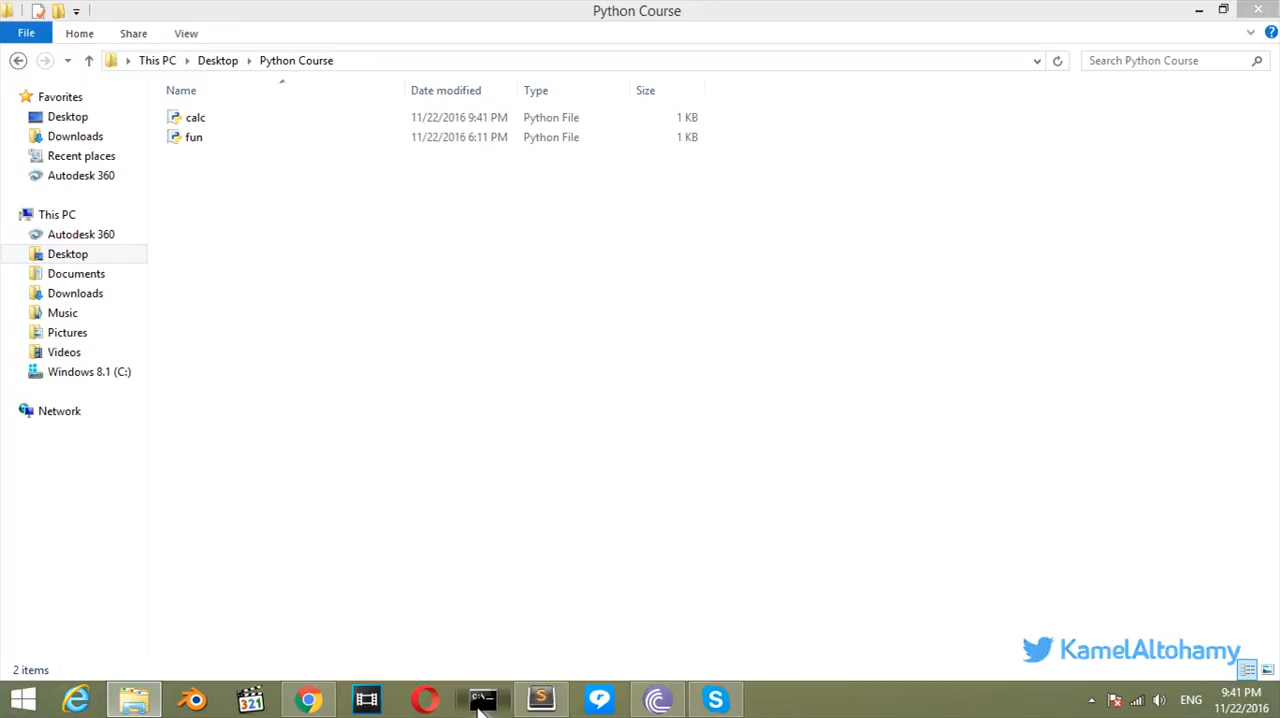 Python Course
File Home Share View
This PC Desktop Python Course Search Python Course
Name Date modified Type Size
calc 11/22/2016 9:41 PM Python File 1 KB
fun 11/22/2016 6:11 PM Python File 1 KB
Favorites
Desktop
Downloads
Recent places
Autodesk 360
This PC
Autodesk 360
Desktop
Documents
Downloads
Music
Pictures
Videos
Windows 8.1 (C:)
Network
KamelAltohamy
2 items
321
C:\
S
ENG 9:41 PM
11/22/2016